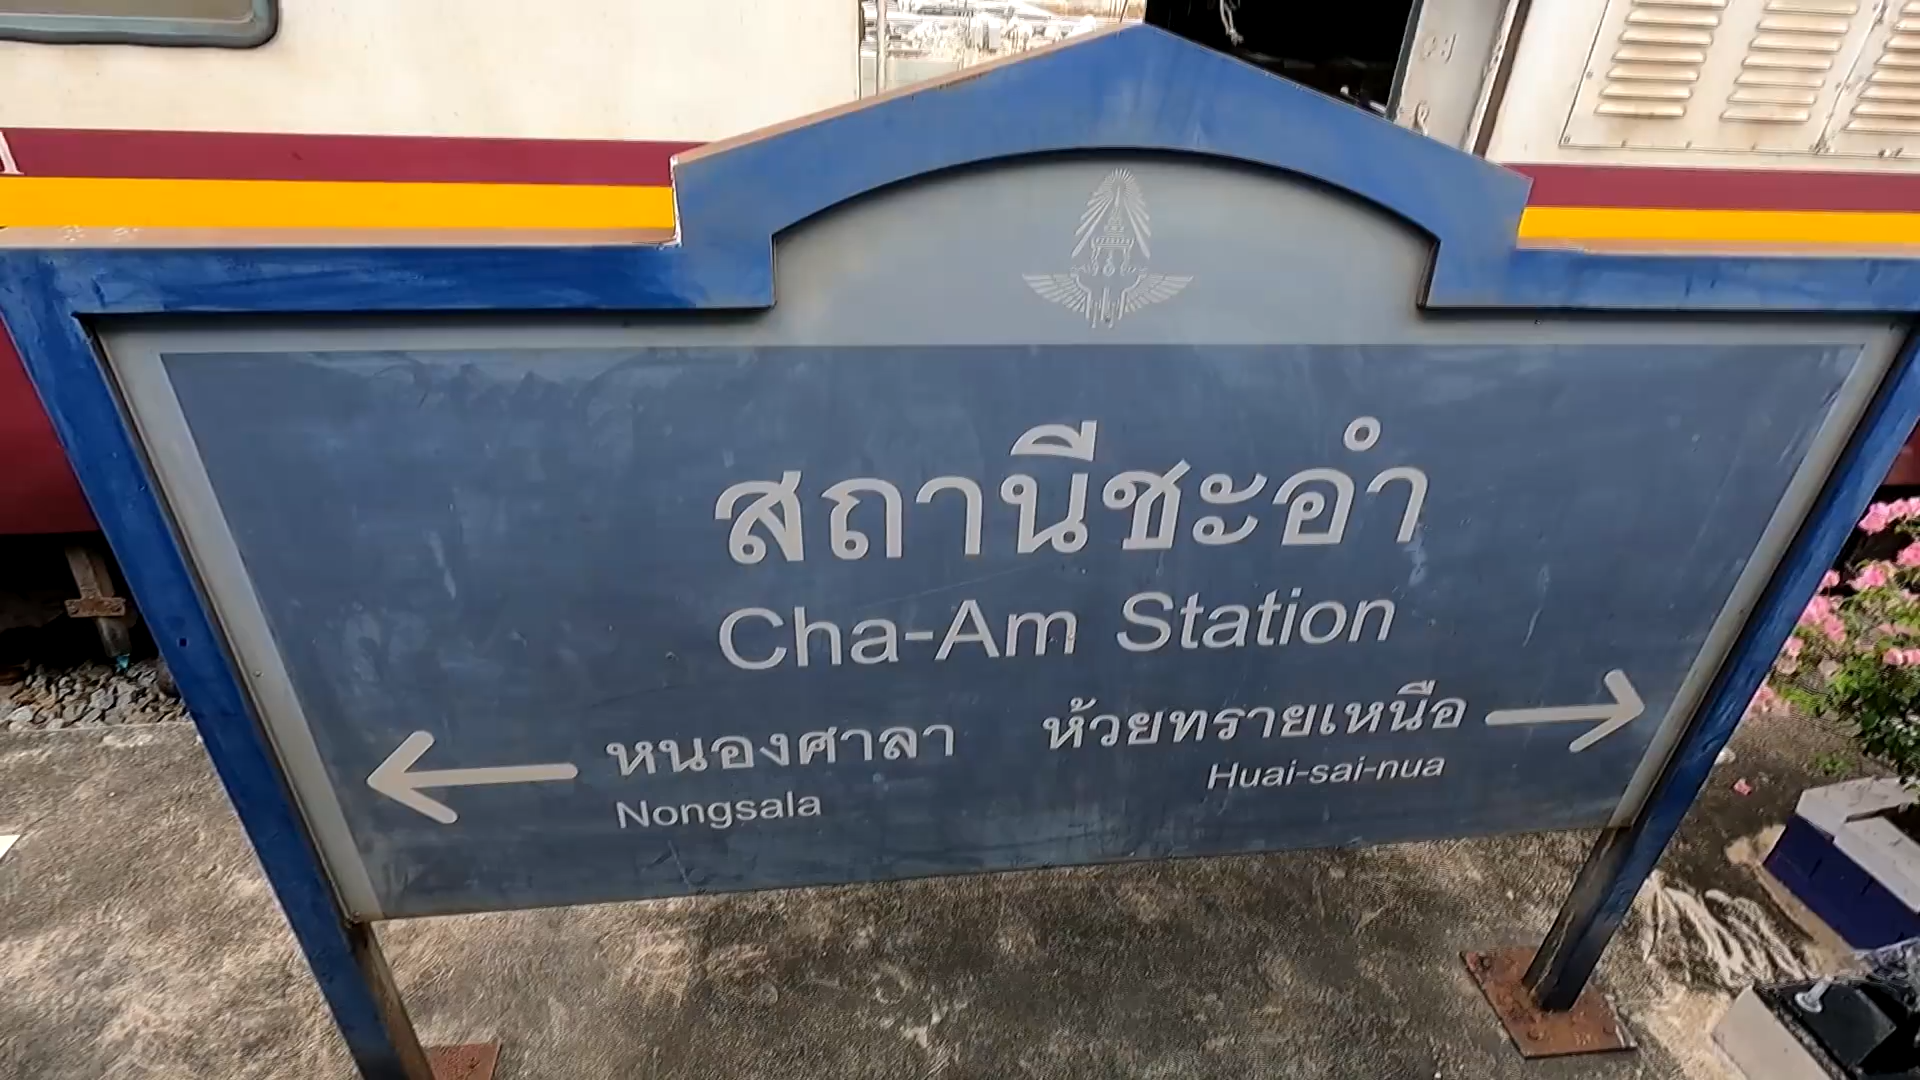 สถานีชะอำ
Cha-Am Station
หนองศาลา
Nongsala
ห้วยทรายเหนือ
Huai-sai-nua